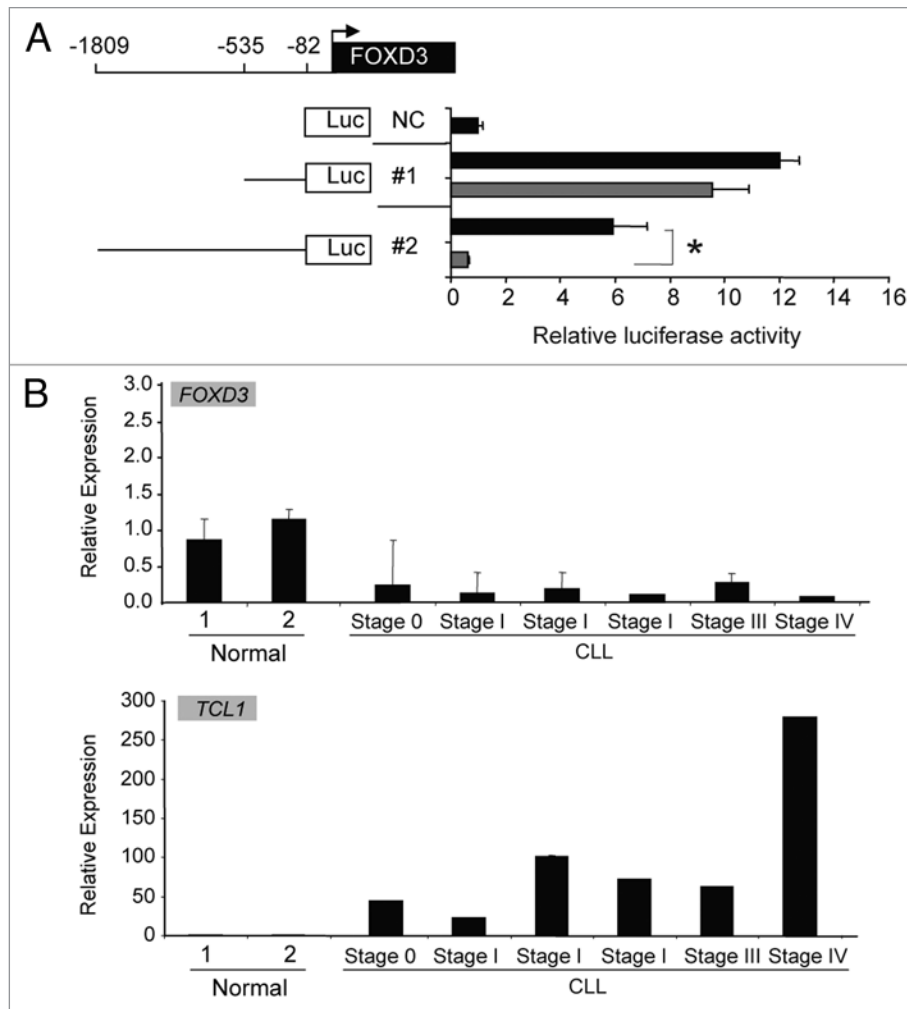 A
-1809 -535 -82
FOXD3
Luc NC
Luc #1
Luc #2
*
0 2 4 6 8 10 12 14 16
Relative luciferase activity
B
FOXD3
Relative Expression
3.0
2.5
2.0
1.5
1.0
0.5
0.0
1 2 Stage 0 Stage I Stage I Stage I Stage III Stage IV
Normal CLL
TCL1
Relative Expression
300
250
200
150
100
50
0
1 2 Stage 0 Stage I Stage I Stage I Stage III Stage IV
Normal CLL